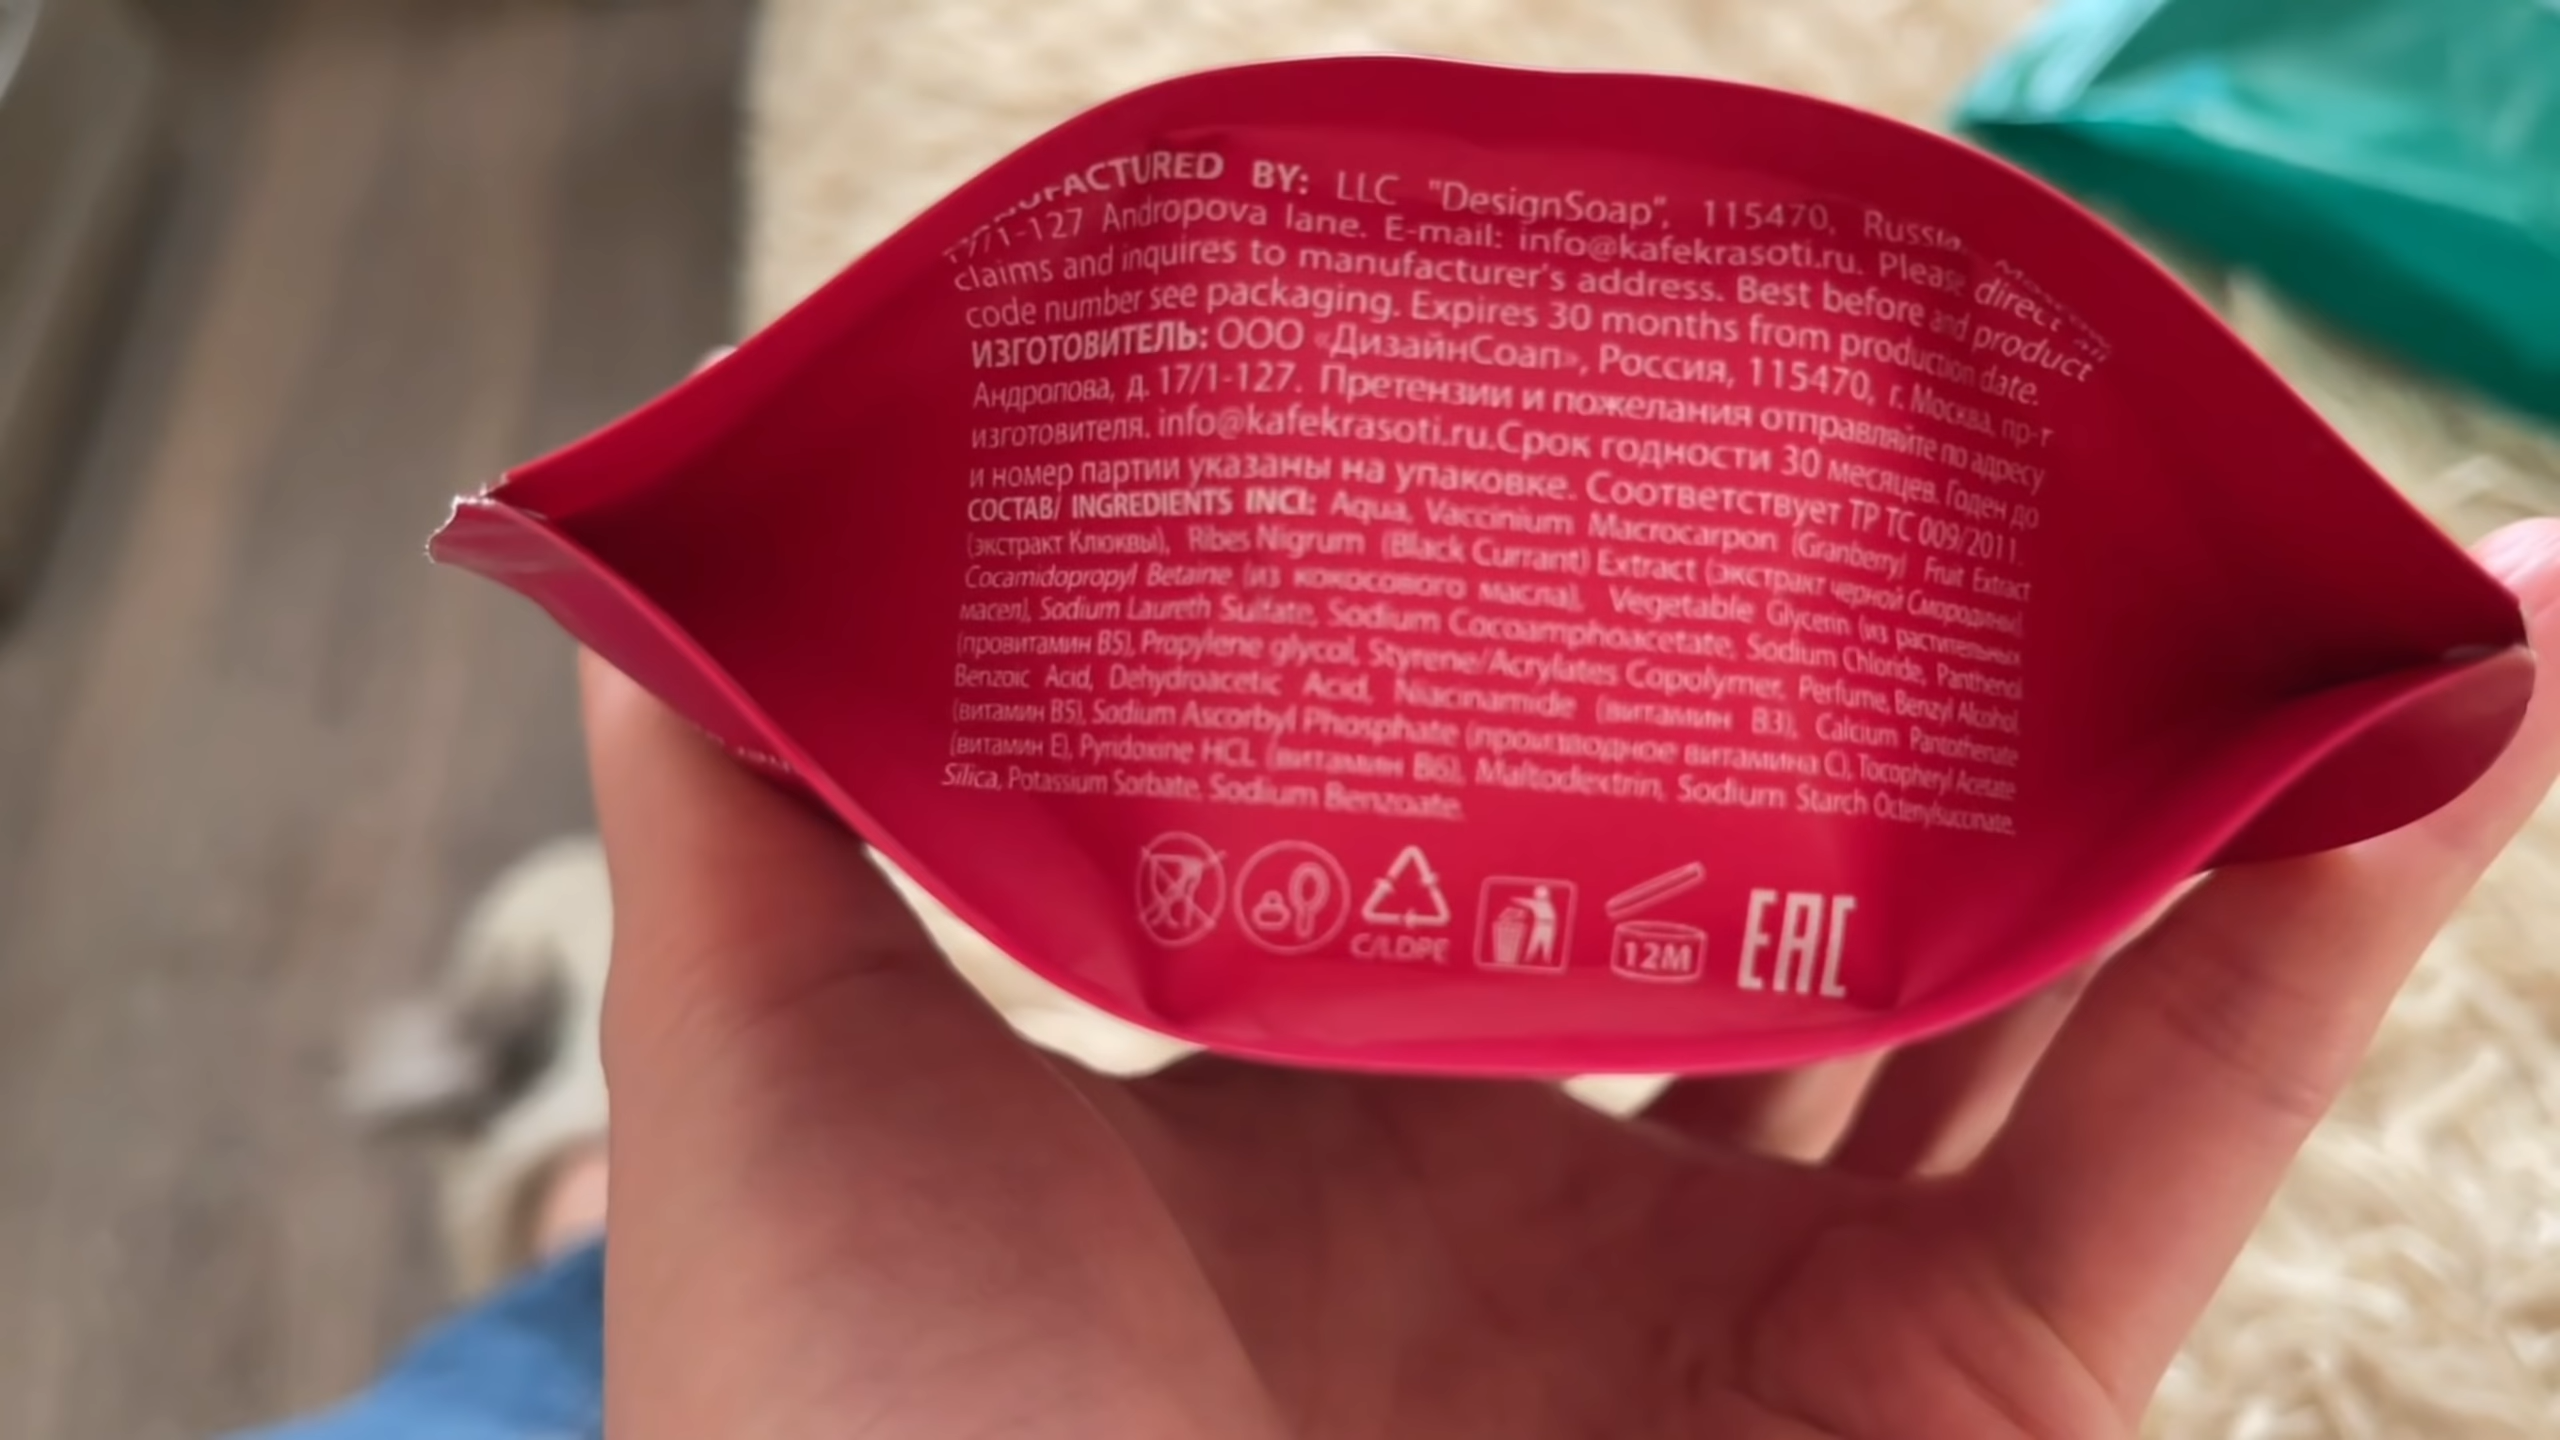 MANUFACTURED BY: LLC "DesignSoap", 115470, Russia,
17/1-127 Andropova lane. E-mail: info@kafekrasoti.ru. Please direct all
claims and inquires to manufacturer's address. Best before and product
code number see packaging. Expires 30 months from production date.
ИЗГОТОВИТЕЛЬ: ООО «ДизайнСоап», Россия, 115470, г. Москва, пр-т
Андропова, д. 17/1-127. Претензии и пожелания отправляйте по адресу
изготовителя. info@kafekrasoti.ru.Срок годности 30 месяцев. Годен до
и номер партии указаны на упаковке. Соответствует ТР ТС 009/2011.
СОСТАВ/ INGREDIENTS INCI: Aqua, Vaccinium Macrocarpon (Granberry) Fruit Extract
(экстракт Клюквы), Ribes Nigrum (Black Currant) Extract (экстракт черной Смородины),
Cocamidopropyl Betaine (из кокосового масла), Vegetable Glycerin (из растительных
масел), Sodium Laureth Sulfate, Sodium Cocoamphoacetate, Sodium Chloride, Panthenol
(провитамин B5), Propylene glycol, Styrene/Acrylates Copolymer, Perfume, Benzyl Alcohol,
Benzoic Acid, Dehydroacetic Acid, Niacinamide (витамин B3), Calcium Pantothenate
(витамин B5), Sodium Ascorbyl Phosphate (производное витамина C), Tocopheryl Acetate
(витамин E), Pyridoxine HCL (витамин B6), Maltodextrin, Sodium Starch Octenylsuccinate,
Silica, Potassium Sorbate, Sodium Benzoate.
C/LDPE
12M
EAC